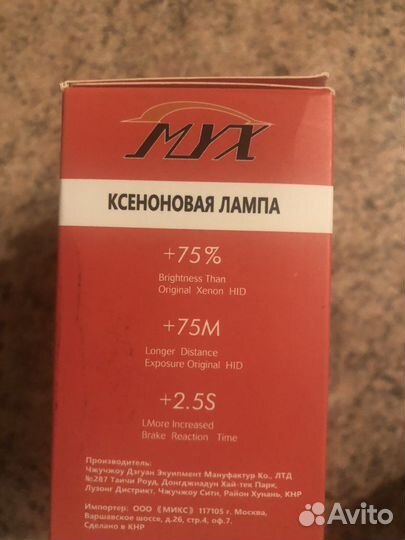 MYX
КСЕНОНОВАЯ ЛАМПА
+75%
Brightness Than
Original Xenon HID
+75M
Longer Distance
Exposure Original HID
+2.5S
LMore Increased
Brake Reaction Time
Производитель:
Чжучжоу Дэгуан Экуипмент Мануфактур Ко., ЛТД
№287 Таичи Роуд, Донгджиадун Хай-тек Парк,
Лузонг Дистрикт, Чжучжоу Сити, Район Хунань, КНР
Импортер: ООО «МИКС» 117105 г. Москва,
Варшавское шоссе, д.26, стр.4, оф.7.
Сделано в КНР
Avito